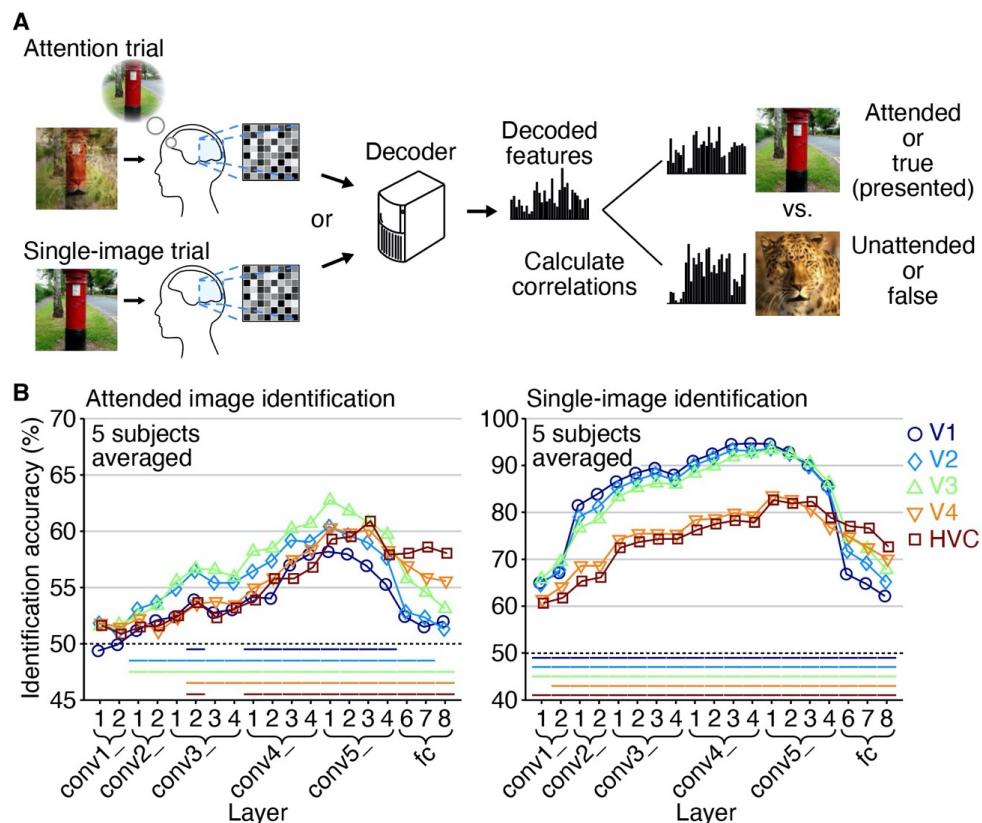 A
Attention trial
Single-image trial
or
Decoder
Decoded
features
Calculate
correlations
Attended
or
true
(presented)
vs.
Unattended
or
false
B
Attended image identification
5 subjects
averaged
Identification accuracy (%)
70
65
60
55
50
45
1 2 1 2 1 2 3 4 1 2 3 4 1 2 3 4 6 7 8
conv1_ conv2_ conv3_ conv4_ conv5_ fc
Layer
Single-image identification
5 subjects
averaged
100
90
80
70
60
50
40
1 2 1 2 1 2 3 4 1 2 3 4 1 2 3 4 6 7 8
conv1_ conv2_ conv3_ conv4_ conv5_ fc
Layer
V1
V2
V3
V4
HVC